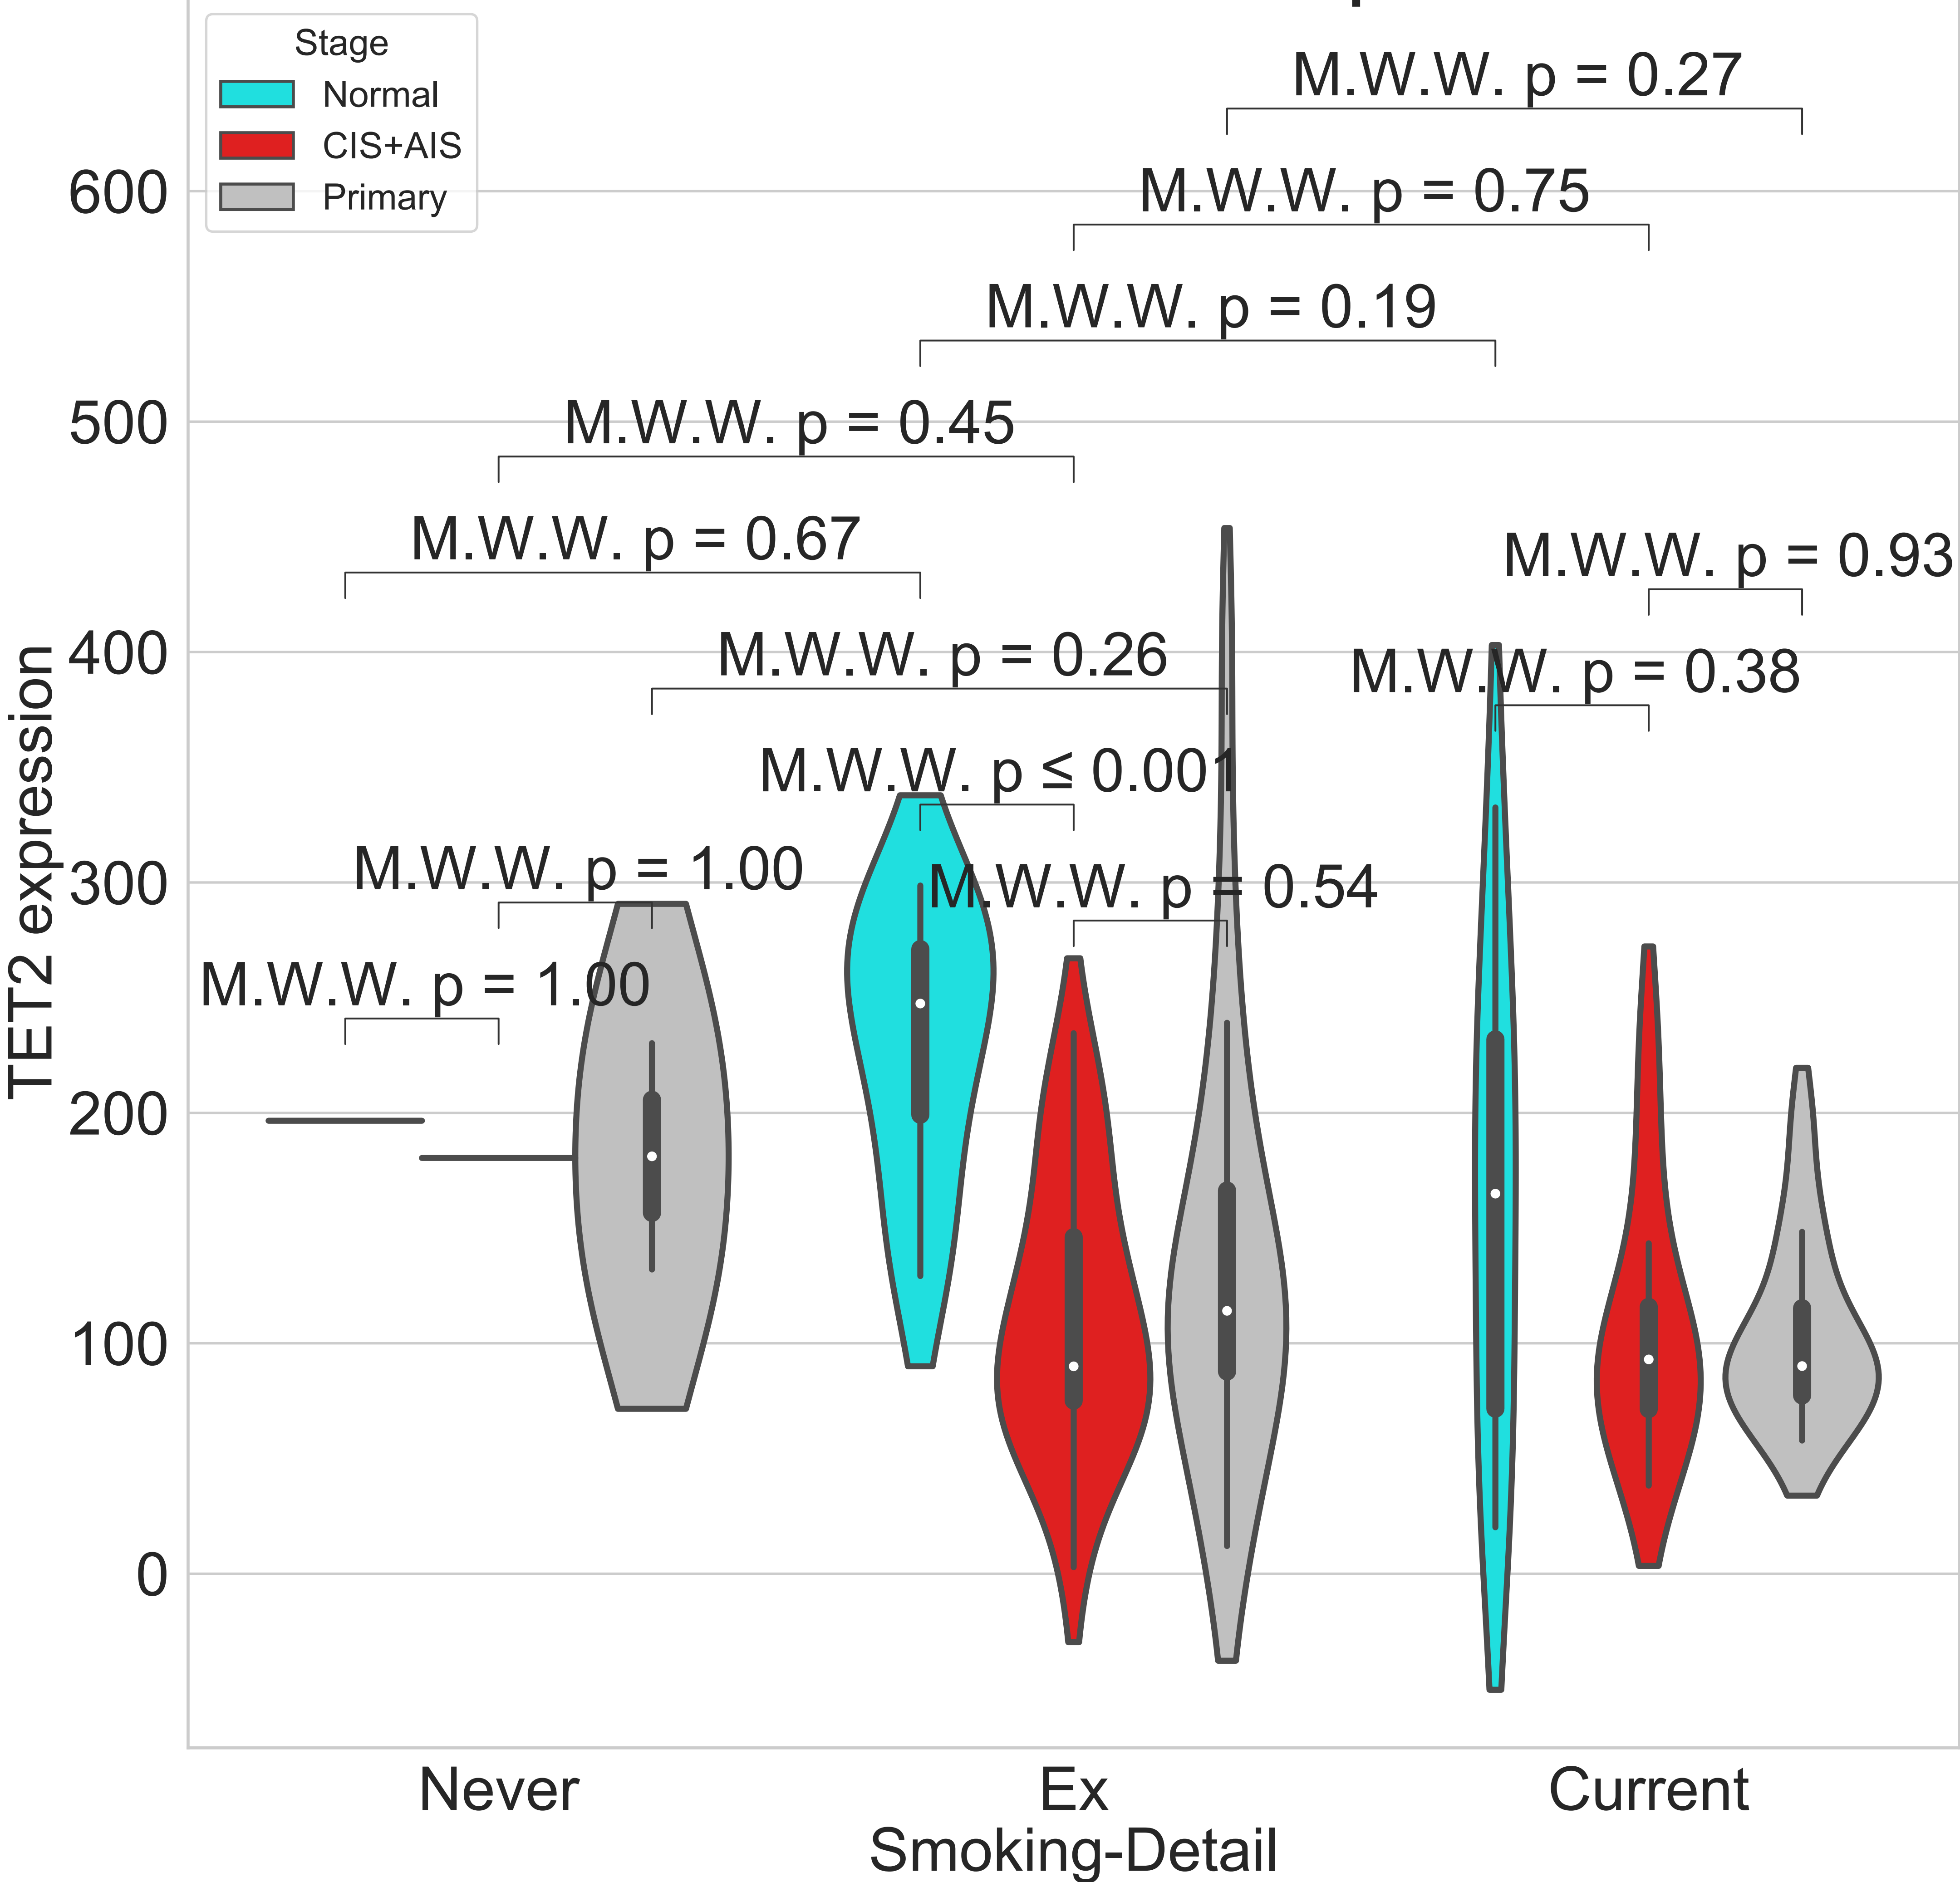 Stage
Normal
CIS+AIS
Primary
M.W.W. p = 0.27
M.W.W. p = 0.75
M.W.W. p = 0.19
M.W.W. p = 0.45
M.W.W. p = 0.67
M.W.W. p = 0.93
M.W.W. p = 0.26
M.W.W. p = 0.38
M.W.W. p ≤ 0.001
M.W.W. p = 1.00
M.W.W. p = 0.54
M.W.W. p = 1.00
600
500
400
300
200
100
0
TET2 expression
Never
Ex
Current
Smoking-Detail